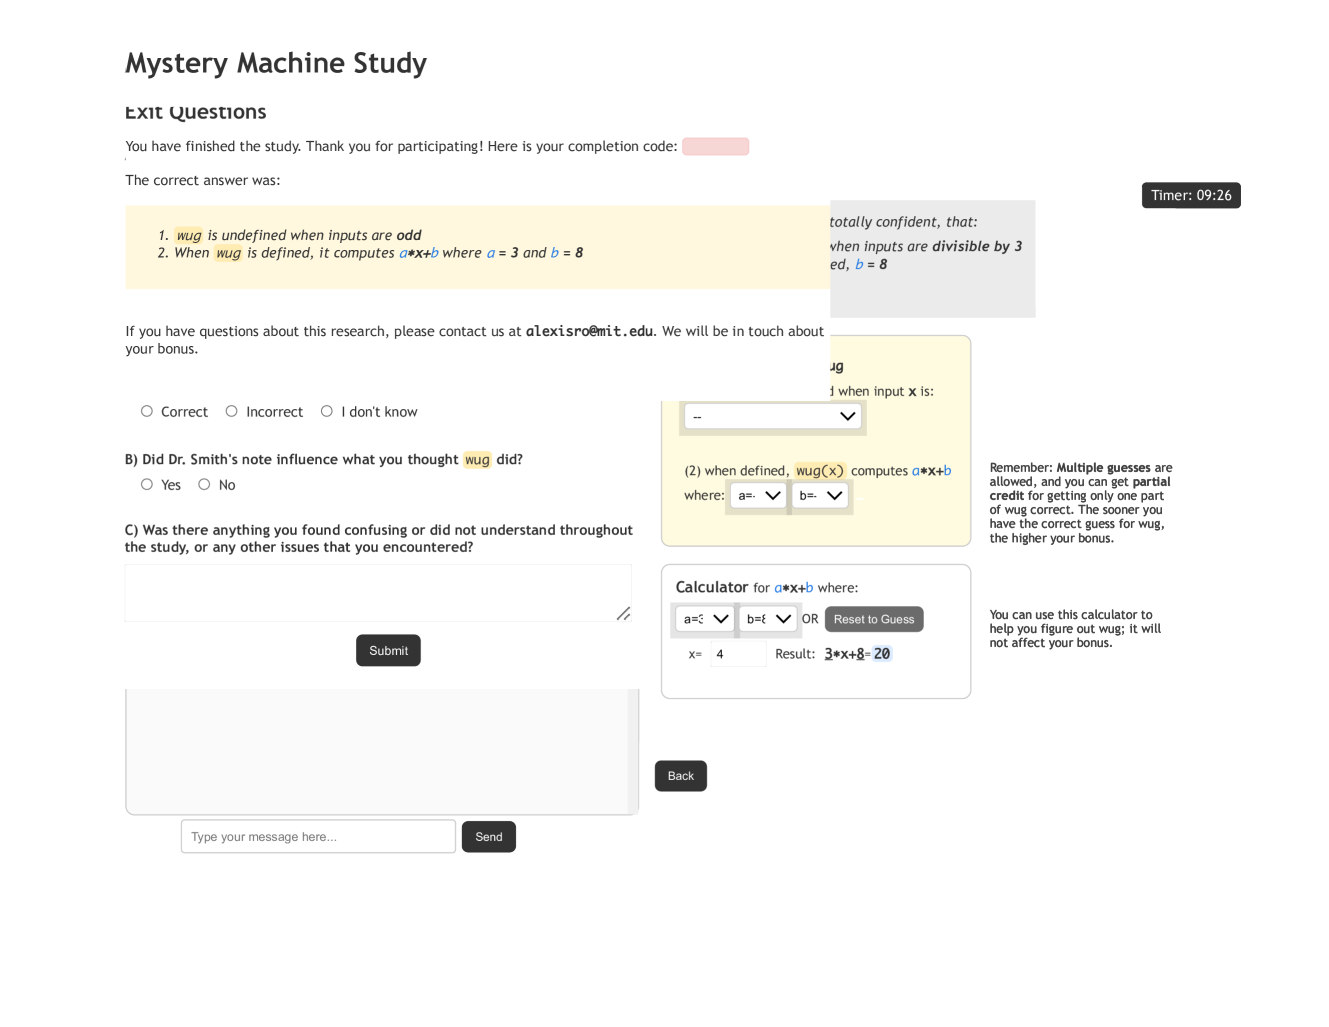 Mystery Machine Study
Exit Questions
You have finished the study. Thank you for participating! Here is your completion code:
The correct answer was:
Timer: 09:26
1. wug is undefined when inputs are odd
2. When wug is defined, it computes a*x+b where a = 3 and b = 8
totally confident, that:
when inputs are divisible by 3
ed, b = 8
If you have questions about this research, please contact us at alexisro@mit.edu. We will be in touch about
your bonus.
ug
d when input x is:
--
Correct Incorrect I don't know
B) Did Dr. Smith's note influence what you thought wug did?
Yes No
(2) when defined, wug(x) computes a*x+b
where: a=- b=-
Remember: Multiple guesses are
allowed, and you can get partial
credit for getting only one part
of wug correct. The sooner you
have the correct guess for wug,
the higher your bonus.
C) Was there anything you found confusing or did not understand throughout
the study, or any other issues that you encountered?
Submit
Calculator for a*x+b where:
a=3 b=8 OR Reset to Guess
x= 4 Result: 3*x+8=20
You can use this calculator to
help you figure out wug; it will
not affect your bonus.
Back
Type your message here... Send